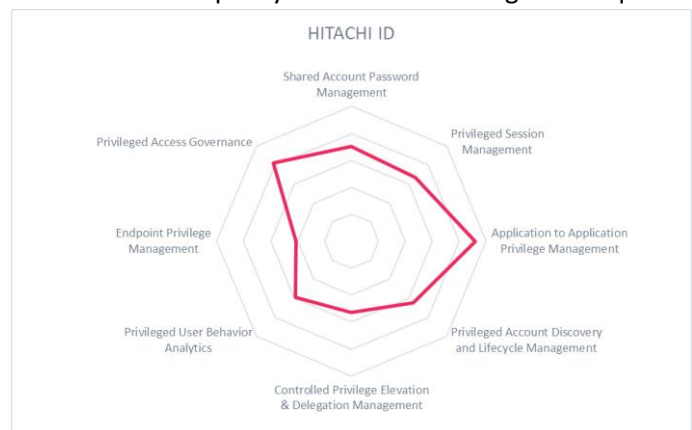 HITACHI ID
Shared Account Password
Management
Privileged Access Governance
Privileged Session
Management
Endpoint Privilege
Management
Application to Application
Privilege Management
Privileged User Behavior
Analytics
Privileged Account Discovery
and Lifecycle Management
Controlled Privilege Elevation
& Delegation Management